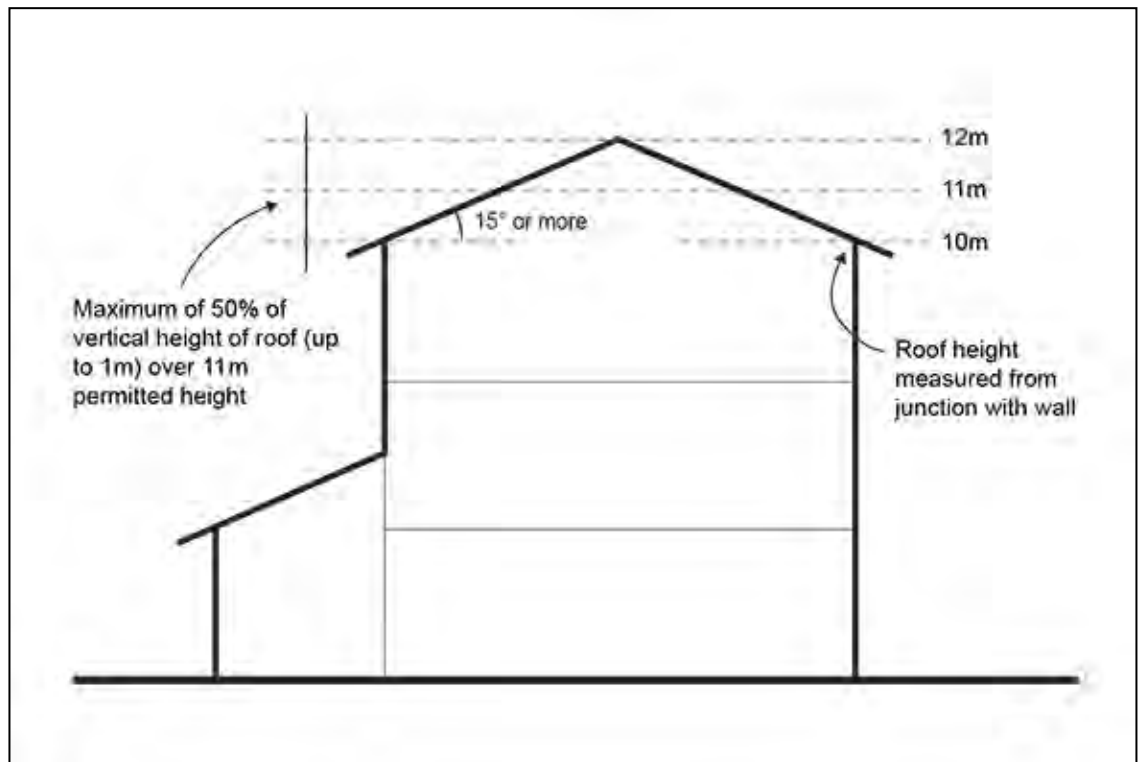 12m
11m
15° or more
10m
Maximum of 50% of
vertical height of roof (up
to 1m) over 11m
permitted height
Roof height
measured from
junction with wall